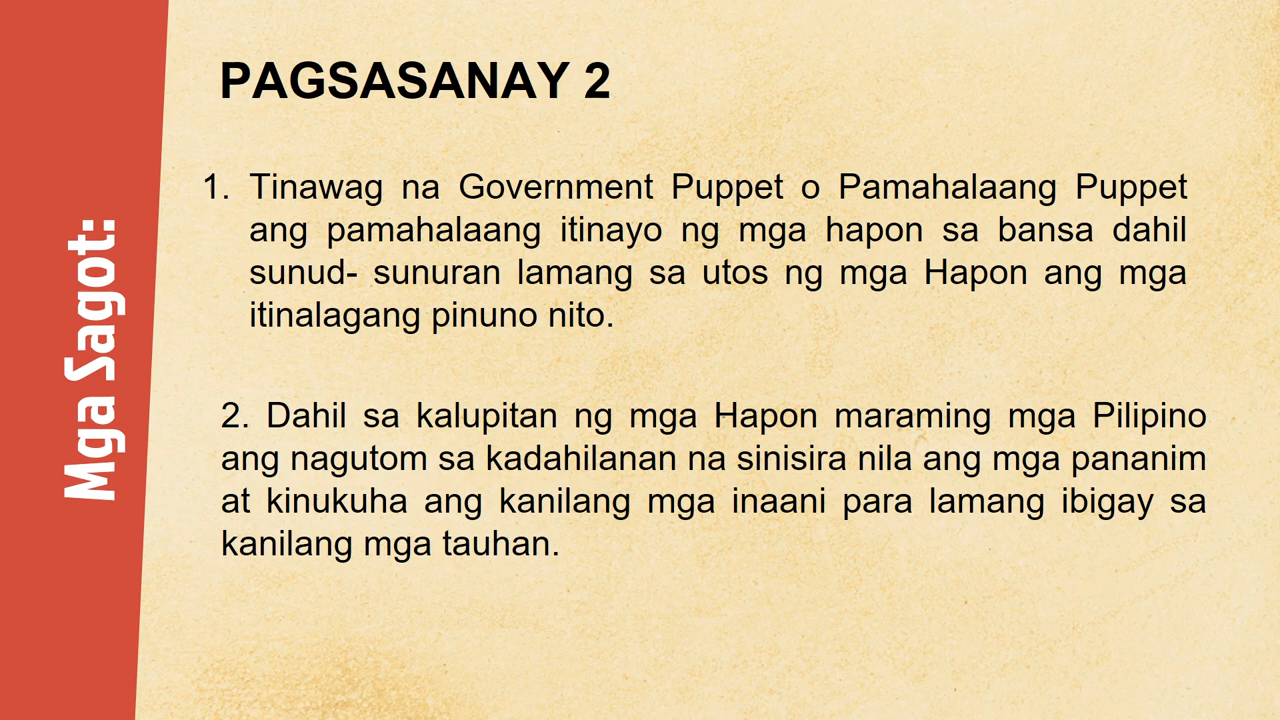 Mga Sagot:
PAGSASANAY 2
1. Tinawag na Government Puppet o Pamahalaang Puppet
ang pamahalaang itinayo ng mga hapon sa bansa dahil
sunud- sunuran lamang sa utos ng mga Hapon ang mga
itinalagang pinuno nito.
2. Dahil sa kalupitan ng mga Hapon maraming mga Pilipino
ang nagutom sa kadahilanan na sinisira nila ang mga pananim
at kinukuha ang kanilang mga inaani para lamang ibigay sa
kanilang mga tauhan.